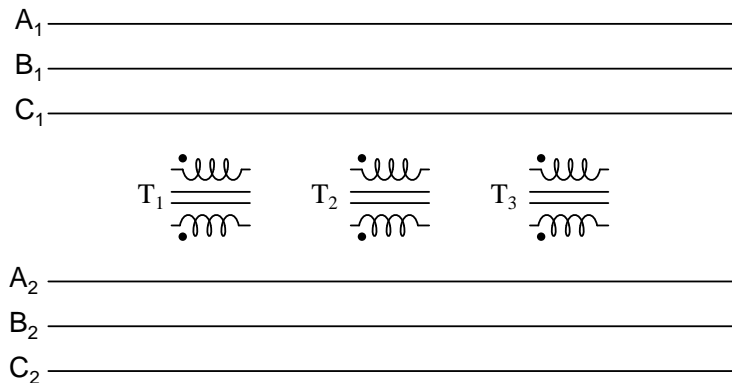 A₁
B₁
C₁
T₁ T₂ T₃
A₂
B₂
C₂